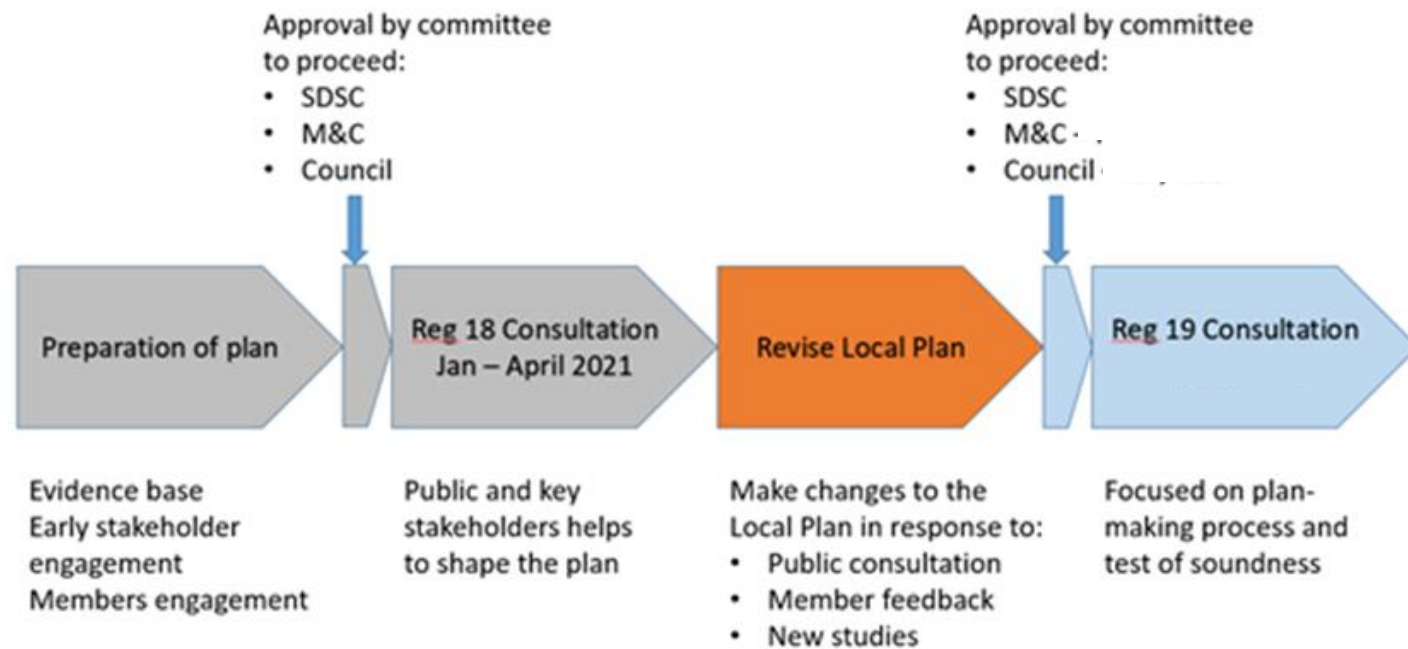 Approval by committee
to proceed:
• SDSC
• M&C
• Council
Approval by committee
to proceed:
• SDSC
• M&C
• Council
Preparation of plan
Reg 18 Consultation
Jan – April 2021
Revise Local Plan
Reg 19 Consultation
Evidence base
Early stakeholder
engagement
Members engagement
Public and key
stakeholders helps
to shape the plan
Make changes to the
Local Plan in response to:
• Public consultation
• Member feedback
• New studies
Focused on plan-
making process and
test of soundness